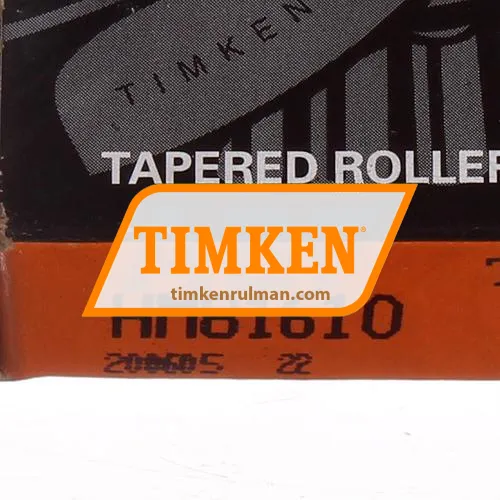 TIMKEN
TAPERED ROLLER
TIMKEN®
timkenrulman.com
HM81610
22